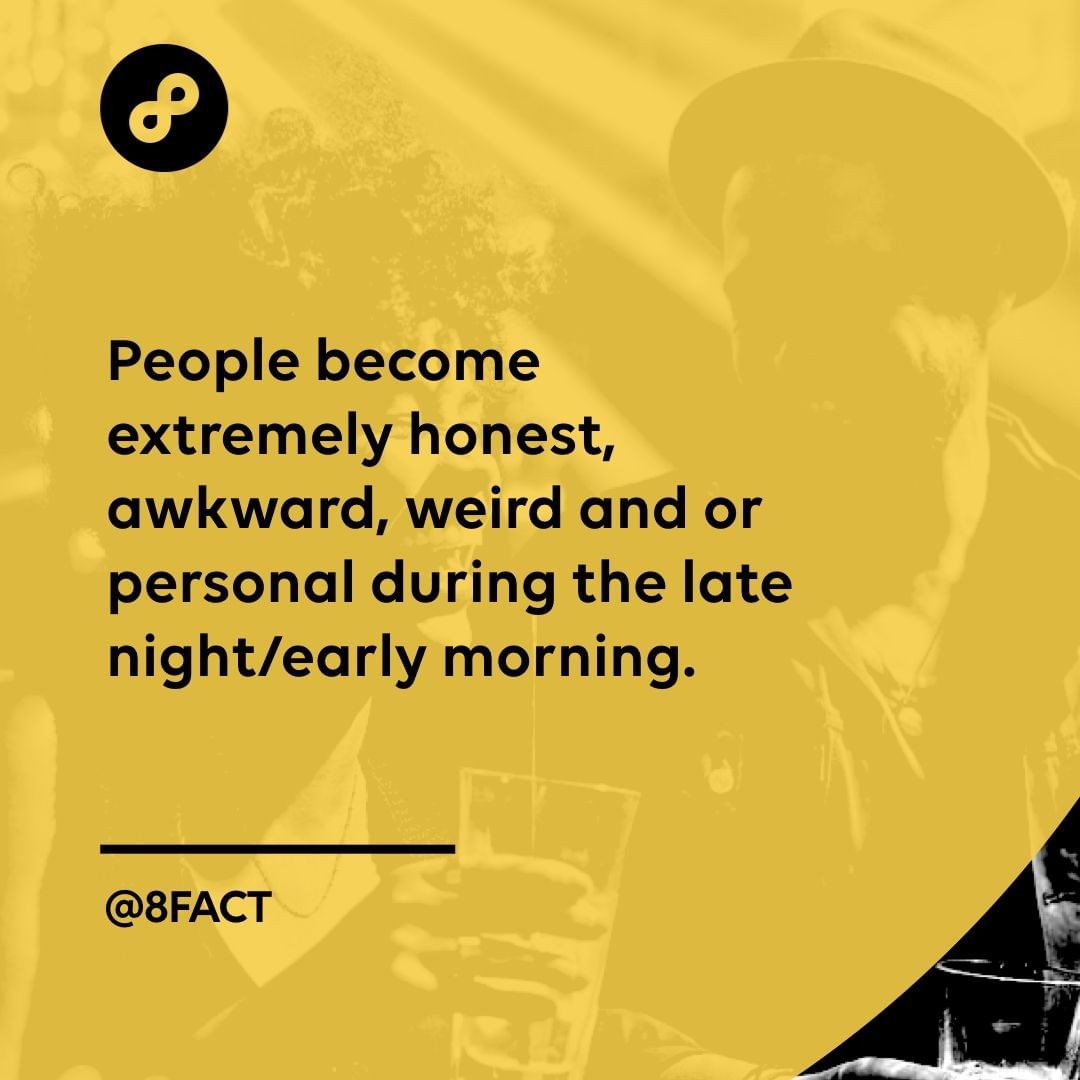 People become
extremely honest,
awkward, weird and or
personal during the late
night/early morning.
@8FACT